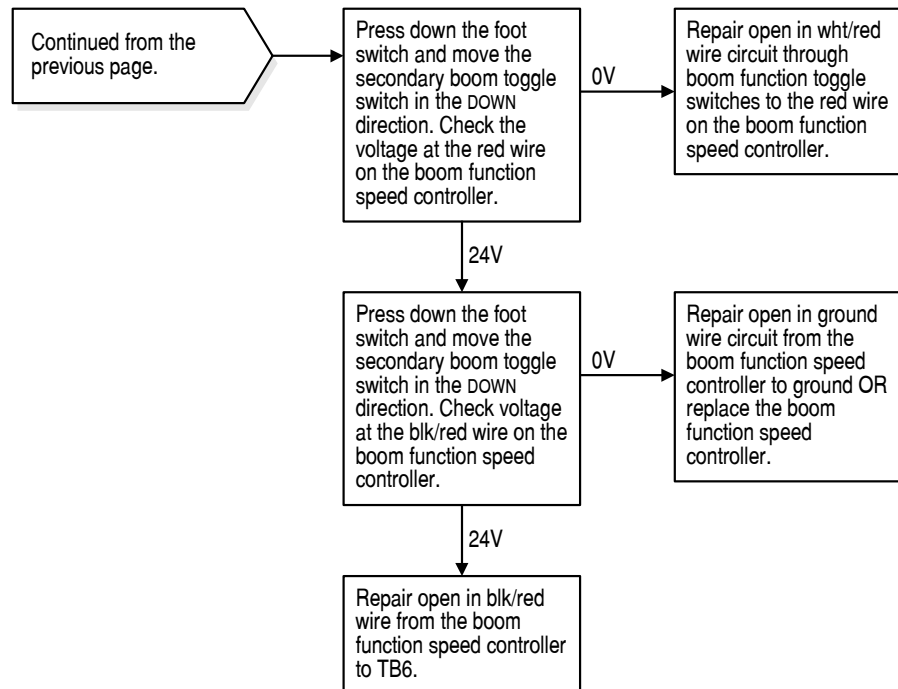 Continued from the
previous page.
Press down the foot
switch and move the
secondary boom toggle
switch in the DOWN
direction. Check the
voltage at the red wire
on the boom function
speed controller.
0V
Repair open in wht/red
wire circuit through
boom function toggle
switches to the red wire
on the boom function
speed controller.
24V
Press down the foot
switch and move the
secondary boom toggle
switch in the DOWN
direction. Check voltage
at the blk/red wire on the
boom function speed
controller.
0V
Repair open in ground
wire circuit from the
boom function speed
controller to ground OR
replace the boom
function speed
controller.
24V
Repair open in blk/red
wire from the boom
function speed controller
to TB6.